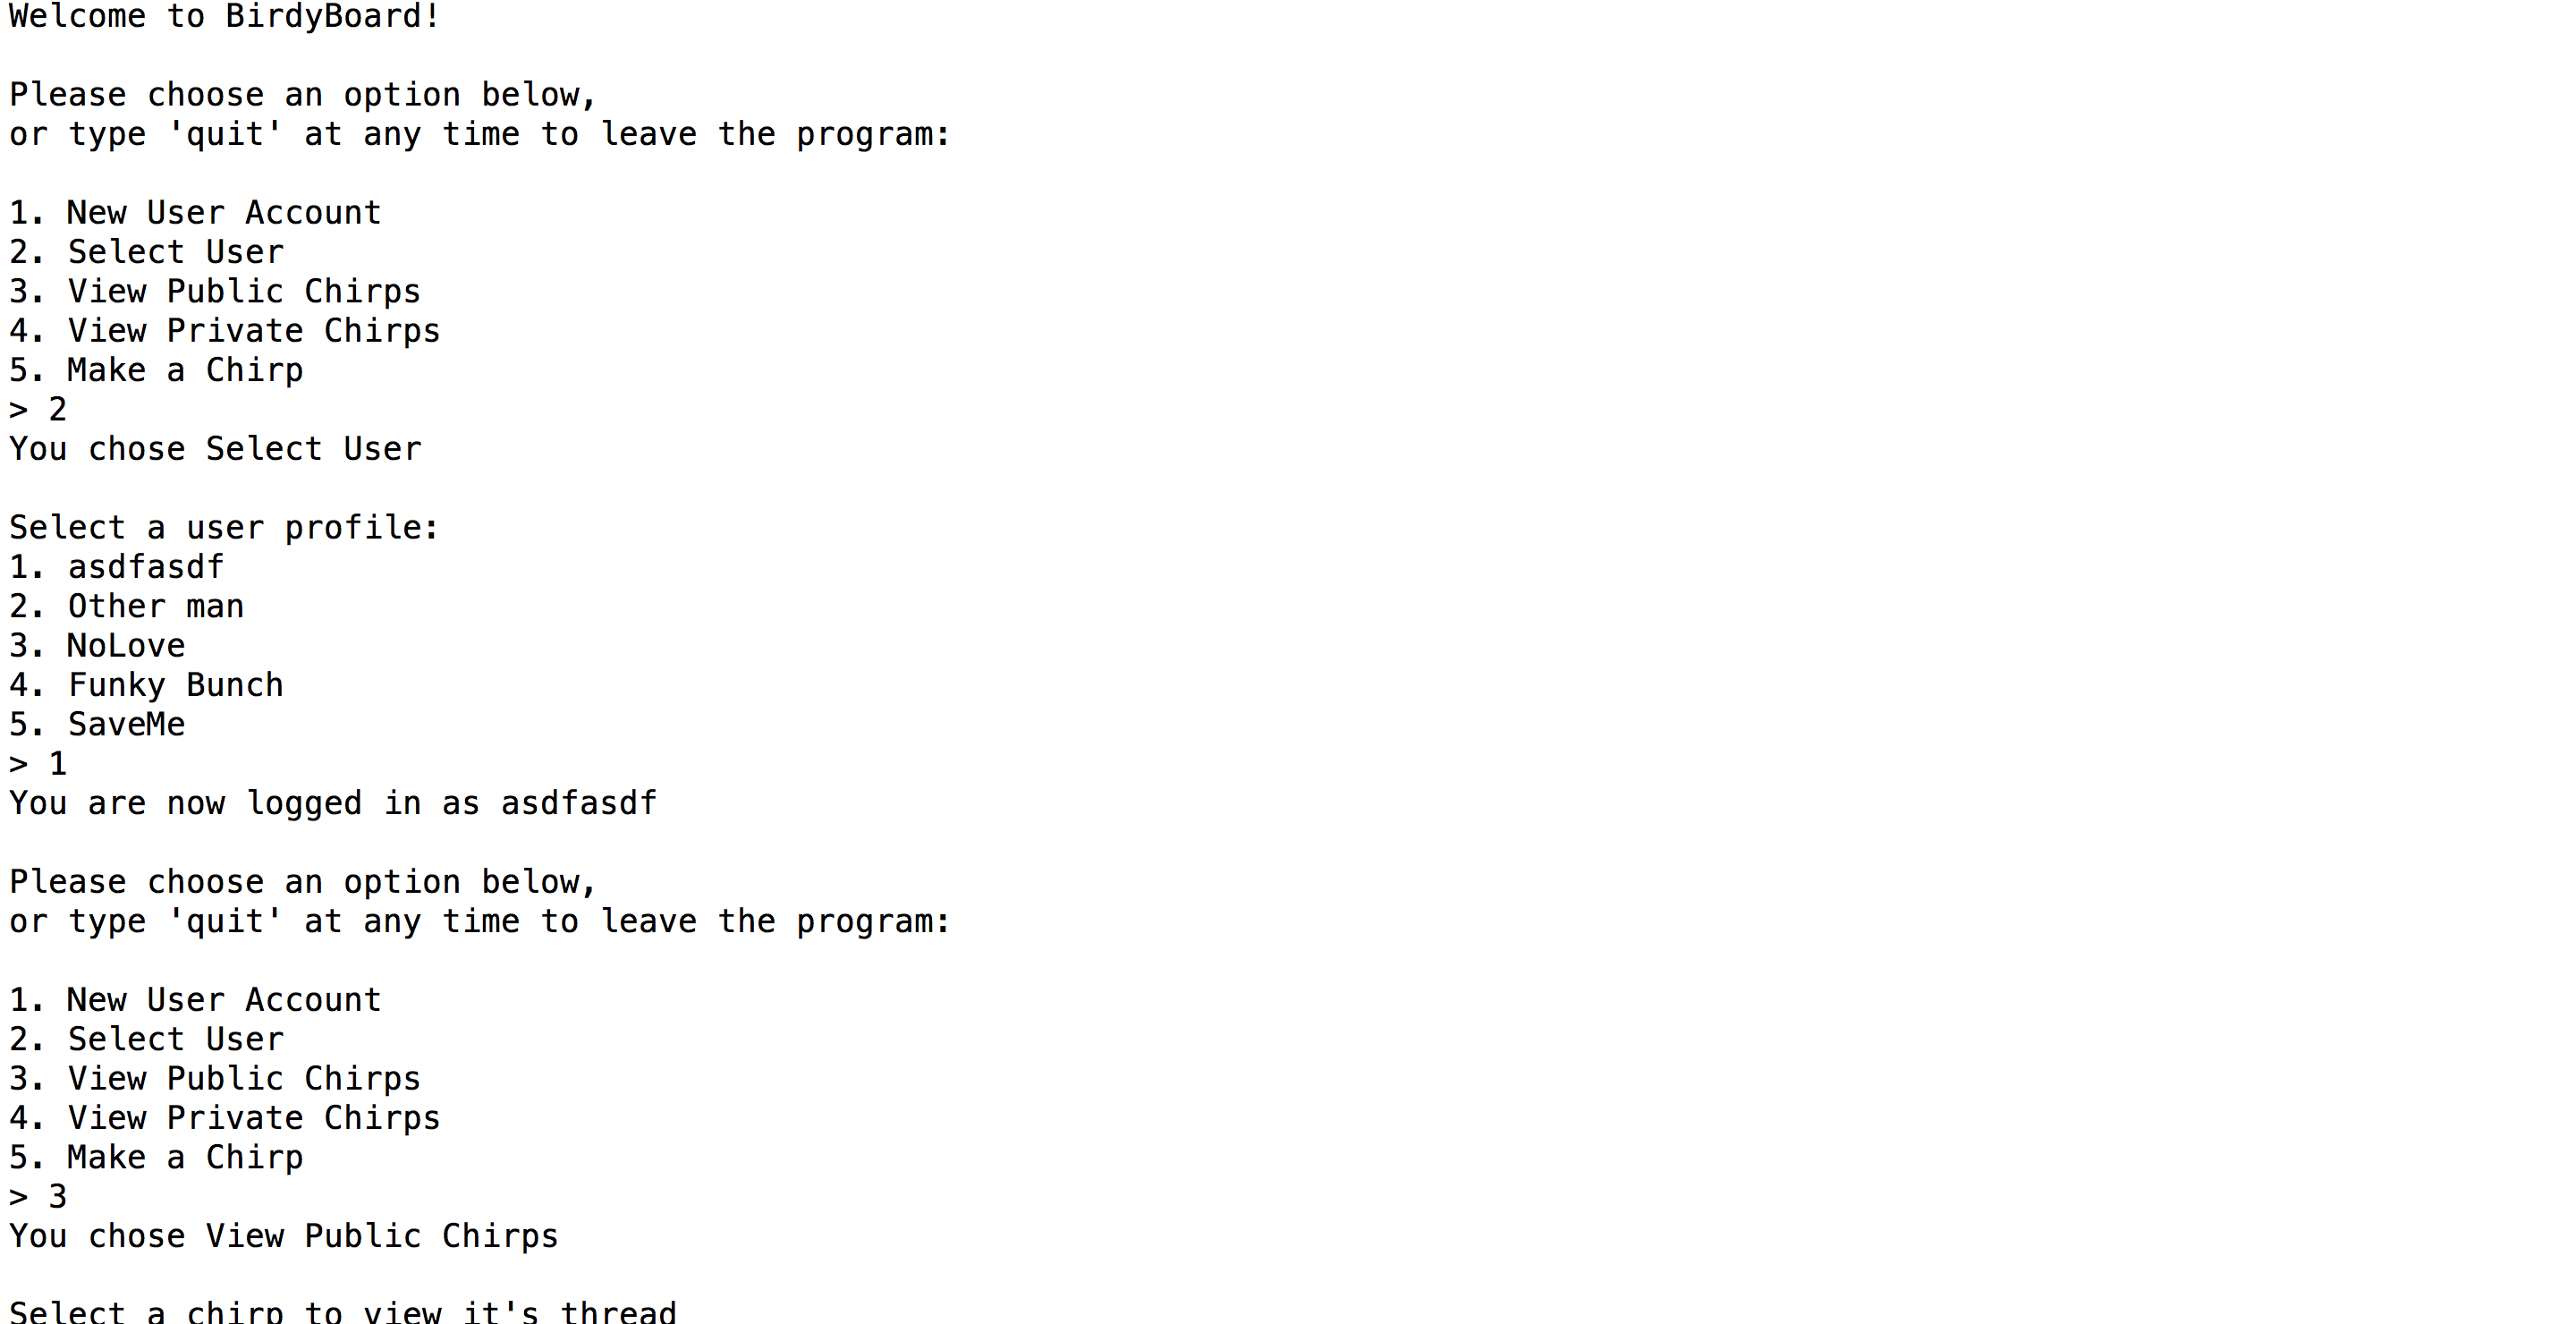 Welcome to BirdyBoard!
Please choose an option below,
or type 'quit' at any time to leave the program:
1. New User Account
2. Select User
3. View Public Chirps
4. View Private Chirps
5. Make a Chirp
> 2
You chose Select User
Select a user profile:
1. asdfasdf
2. Other man
3. NoLove
4. Funky Bunch
5. SaveMe
> 1
You are now logged in as asdfasdf
Please choose an option below,
or type 'quit' at any time to leave the program:
1. New User Account
2. Select User
3. View Public Chirps
4. View Private Chirps
5. Make a Chirp
> 3
You chose View Public Chirps
Select a chirp to view it's thread